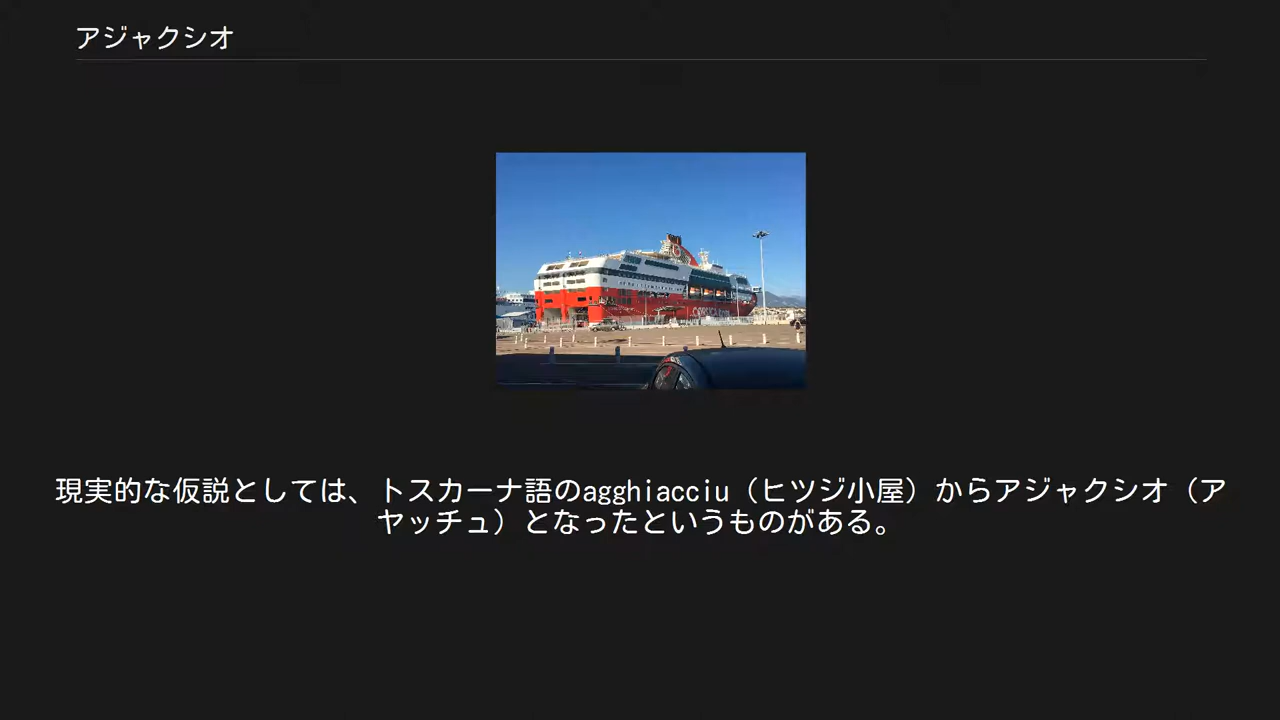 アジャクシオ
現実的な仮説としては、トスカーナ語のagghiacciu（ヒツジ小屋）からアジャクシオ（ア
ヤッチュ）となったというものがある。